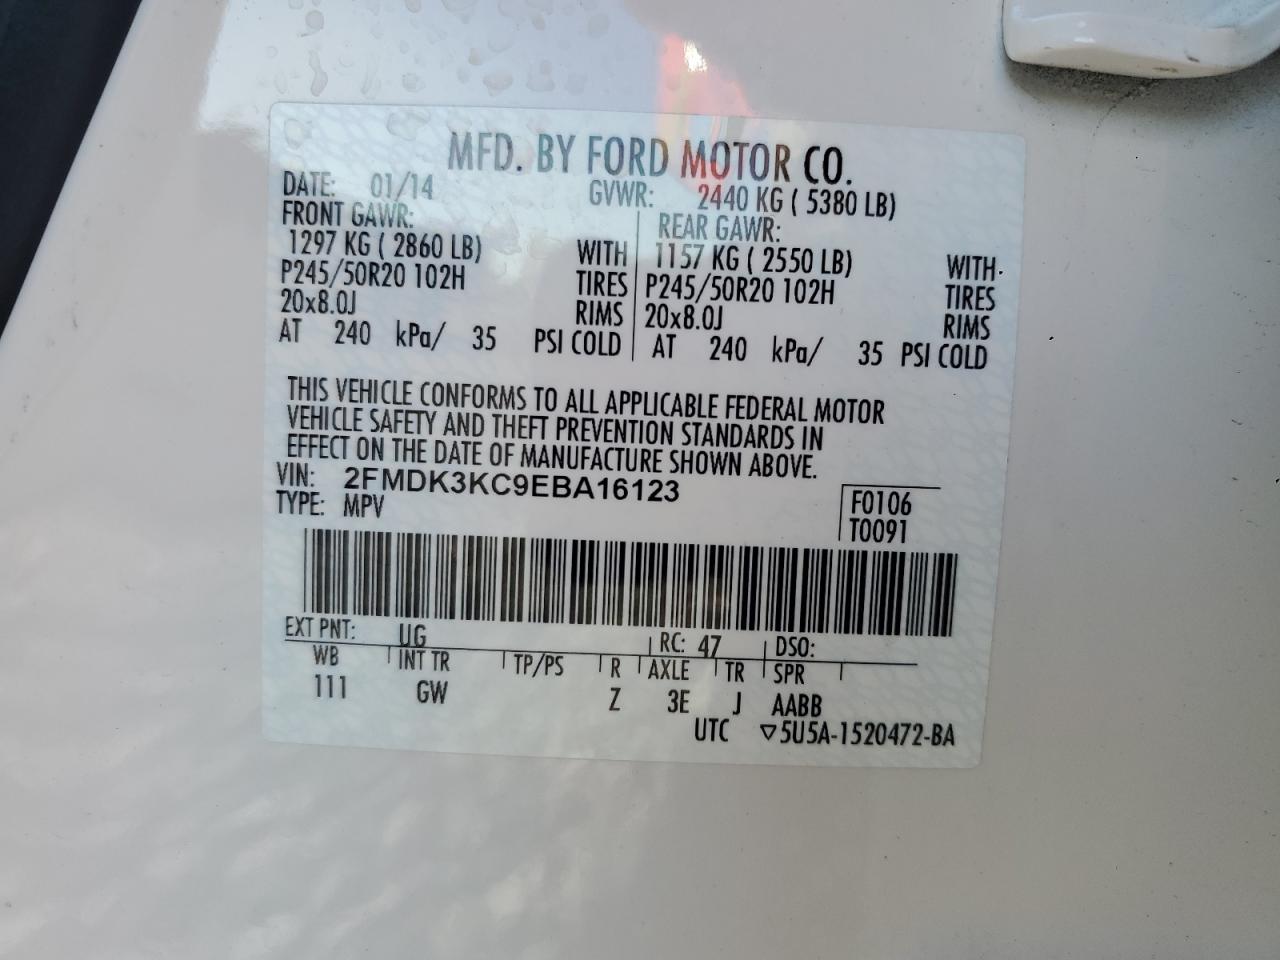 MFD. BY FORD MOTOR CO.
DATE: 01/14 GVWR: 2440 KG ( 5380 LB)
FRONT GAWR: REAR GAWR:
1297 KG ( 2860 LB) WITH 1157 KG ( 2550 LB) WITH
P245/50R20 102H TIRES P245/50R20 102H TIRES
20x8.0J RIMS 20x8.0J RIMS
AT 240 kPa/ 35 PSI COLD AT 240 kPa/ 35 PSI COLD
THIS VEHICLE CONFORMS TO ALL APPLICABLE FEDERAL MOTOR
VEHICLE SAFETY AND THEFT PREVENTION STANDARDS IN
EFFECT ON THE DATE OF MANUFACTURE SHOWN ABOVE.
VIN: 2FMDK3KC9EBA16123
TYPE: MPV F0106
T0091
EXT PNT: UG RC: 47 DSO:
WB INT TR TP/PS R AXLE TR SPR
111 GW Z 3E J AABB
UTC ▽5U5A-1520472-BA